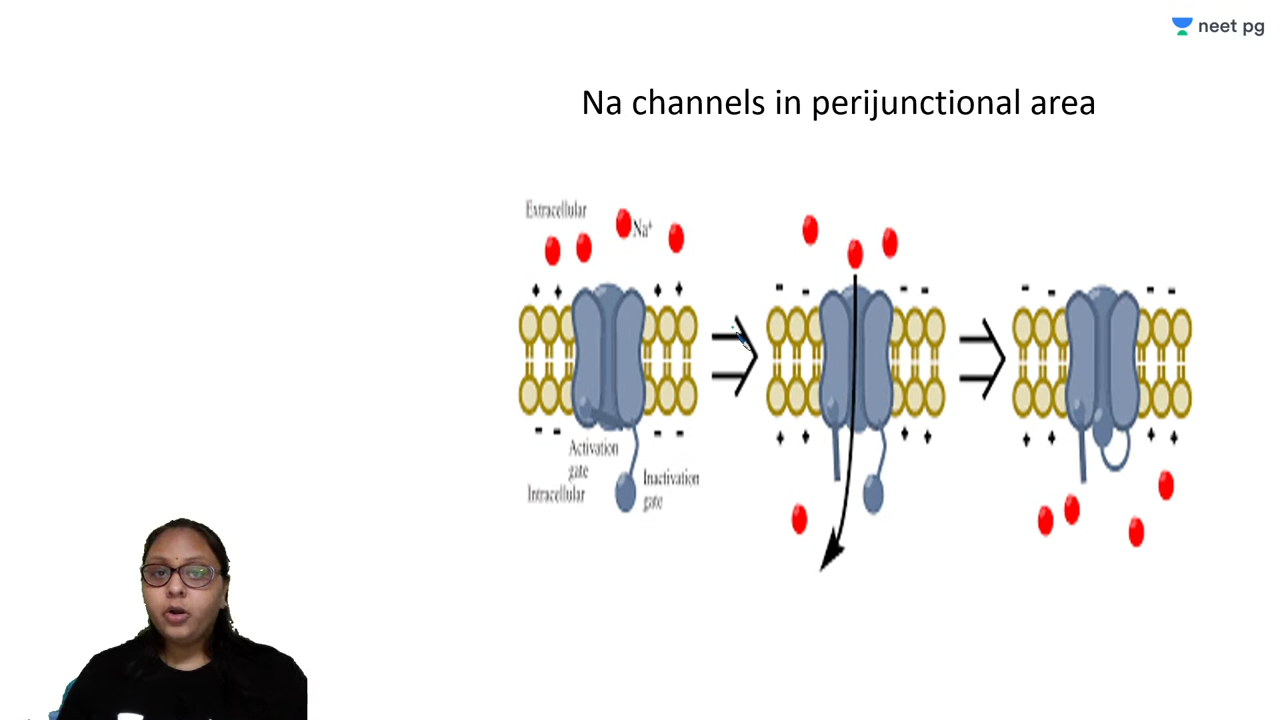 neet pg
Na channels in perijunctional area
Extracellular
Na⁺
Activation
gate
Intracellular
Inactivation
gate